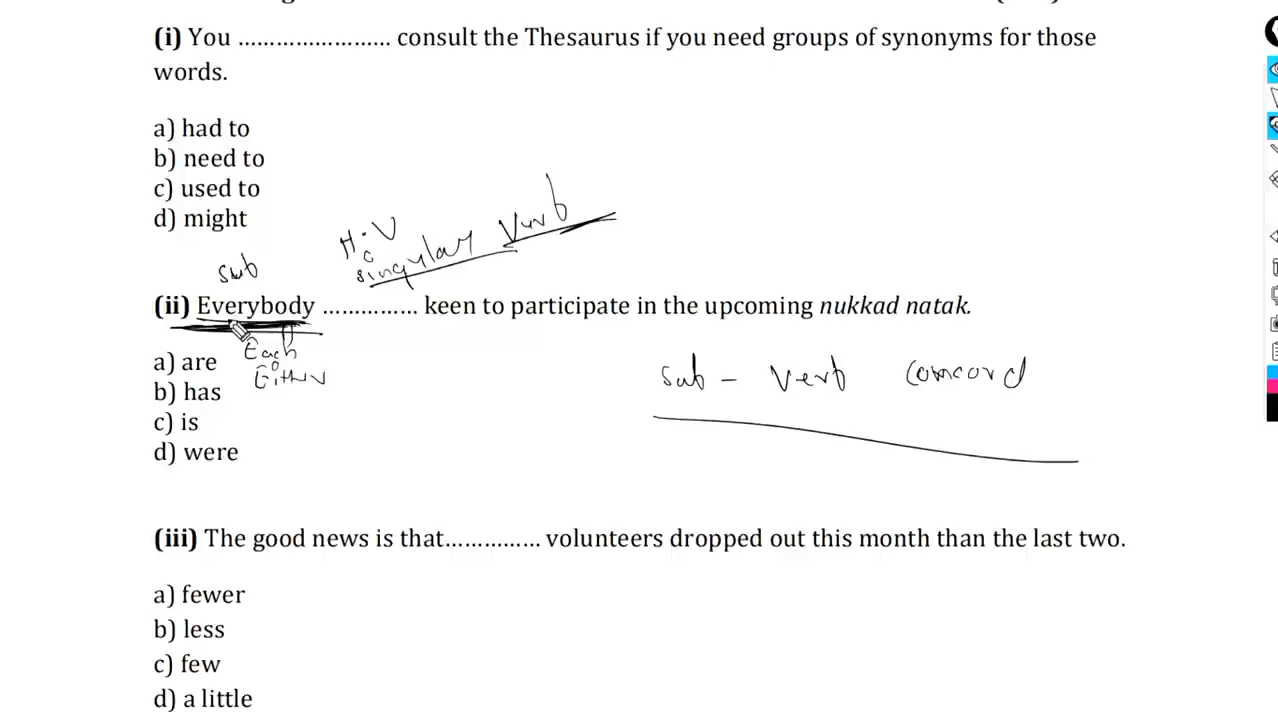 (i) You ........................ consult the Thesaurus if you need groups of synonyms for those
words.
a) had to
b) need to
c) used to
d) might
H.V
singular Verb
sub
(ii) Everybody ............... keen to participate in the upcoming nukkad natak.
Each
Either
a) are
b) has
c) is
d) were
sub - verb concord
(iii) The good news is that............... volunteers dropped out this month than the last two.
a) fewer
b) less
c) few
d) a little